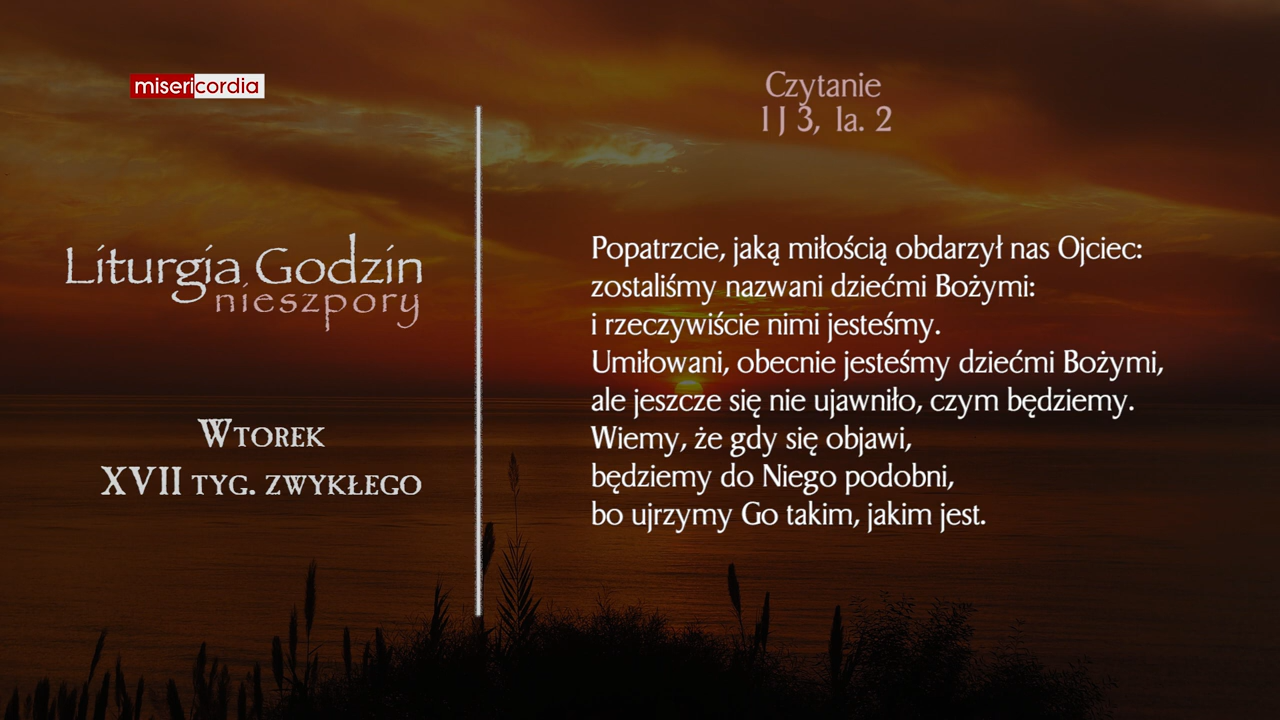 misericordia
Liturgia Godzin
nieszpory
Wtorek
XVII tyg. zwykłego
Czytanie
1 J 3, 1a. 2
Popatrzcie, jaką miłością obdarzył nas Ojciec:
zostaliśmy nazwani dziećmi Bożymi:
i rzeczywiście nimi jesteśmy.
Umiłowani, obecnie jesteśmy dziećmi Bożymi,
ale jeszcze się nie ujawniło, czym będziemy.
Wiemy, że gdy się objawi,
będziemy do Niego podobni,
bo ujrzymy Go takim, jakim jest.